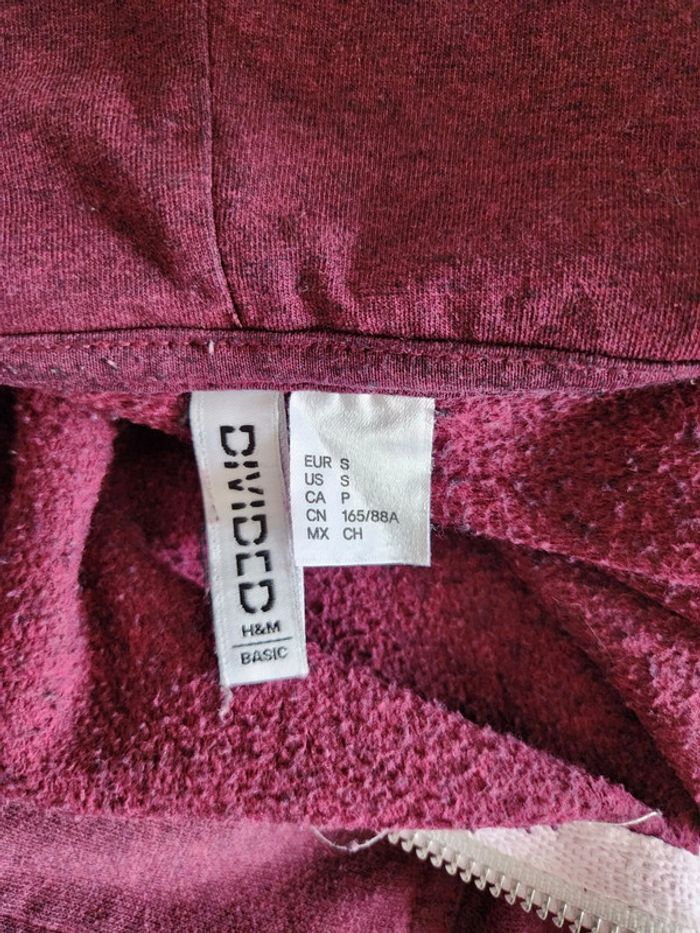 DIVIDED
H&M
BASIC
EUR S
US S
CA P
CN 165/88A
MX CH